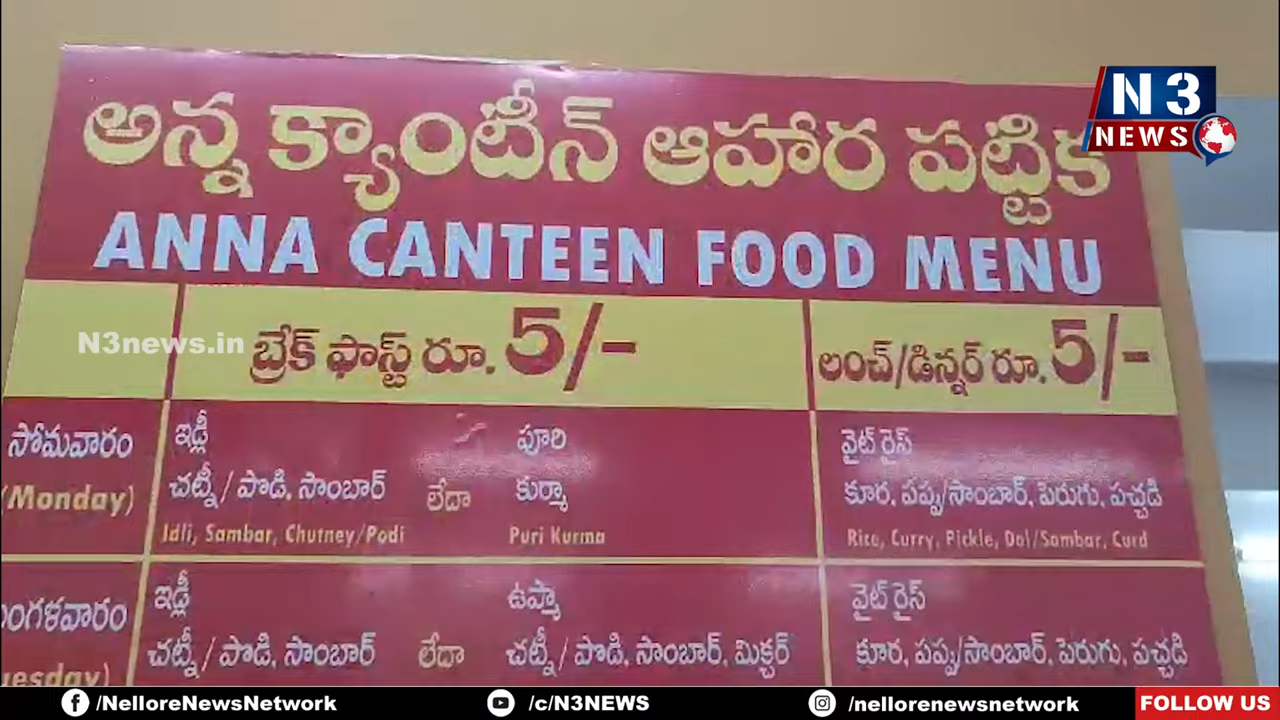 N3
NEWS
అన్న క్యాంటీన్ ఆహార పట్టిక
ANNA CANTEEN FOOD MENU
N3news.in
బ్రేక్ ఫాస్ట్ రూ. 5/-
లంచ్/డిన్నర్ రూ. 5/-
సోమవారం
(Monday)
ఇడ్లీ
చట్నీ/ పొడి, సాంబార్
Idli, Sambar, Chutney/Podi
లేదా
పూరి
కుర్మా
Puri Kurma
వైట్ రైస్
కూర, పప్పు/సాంబార్, పెరుగు, పచ్చడి
Rice, Curry, Pickle, Dal/Sambar, Curd
ంగళవారం
uesday)
ఇడ్లీ
చట్నీ/ పొడి, సాంబార్
లేదా
ఉప్మా
చట్నీ/ పొడి, సాంబార్, మిక్చర్
వైట్ రైస్
కూర, పప్పు/సాంబార్, పెరుగు, పచ్చడి
/NelloreNewsNetwork
/c/N3NEWS
/nellorenewsnetwork
FOLLOW US